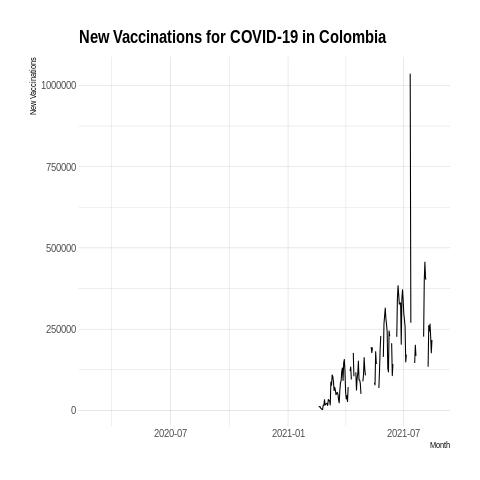 New Vaccinations for COVID-19 in Colombia
New Vaccinations
1000000
750000
500000
250000
0
2020-07
2021-01
2021-07
Month